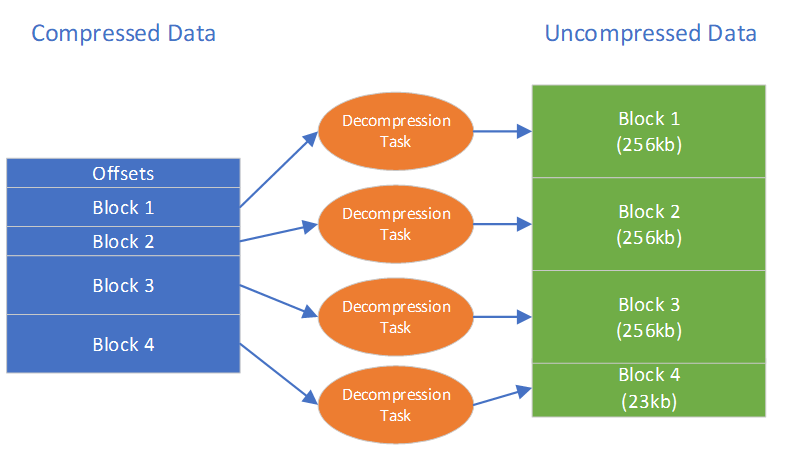 Compressed Data
Uncompressed Data
Offsets
Block 1
Block 2
Block 3
Block 4
Decompression
Task
Decompression
Task
Decompression
Task
Decompression
Task
Block 1
(256kb)
Block 2
(256kb)
Block 3
(256kb)
Block 4
(23kb)